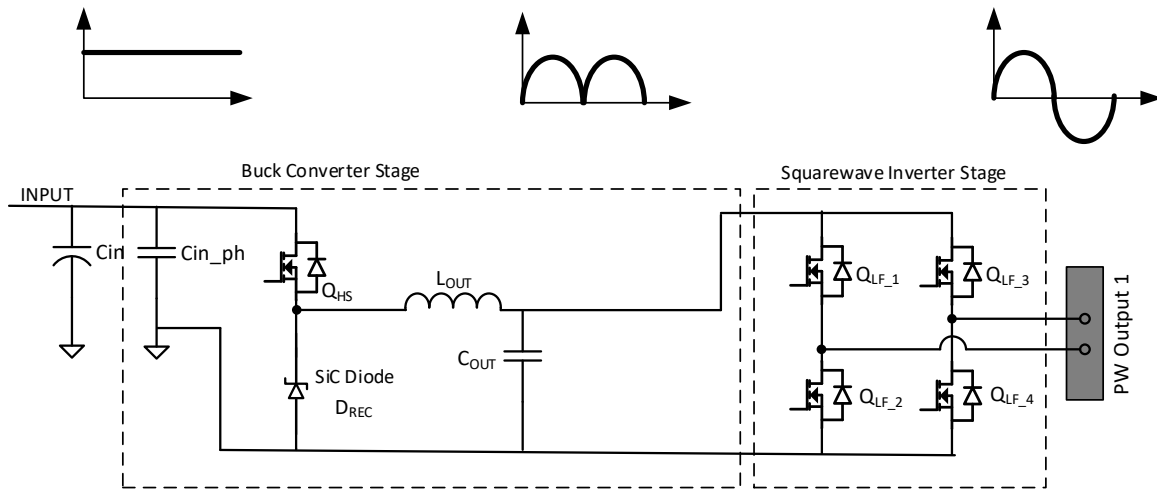 Buck Converter Stage
Squarewave Inverter Stage
INPUT
Cin
Cin_ph
QHS
LOUT
COUT
SiC Diode
DREC
QLF_1
QLF_3
QLF_2
QLF_4
PW Output 1